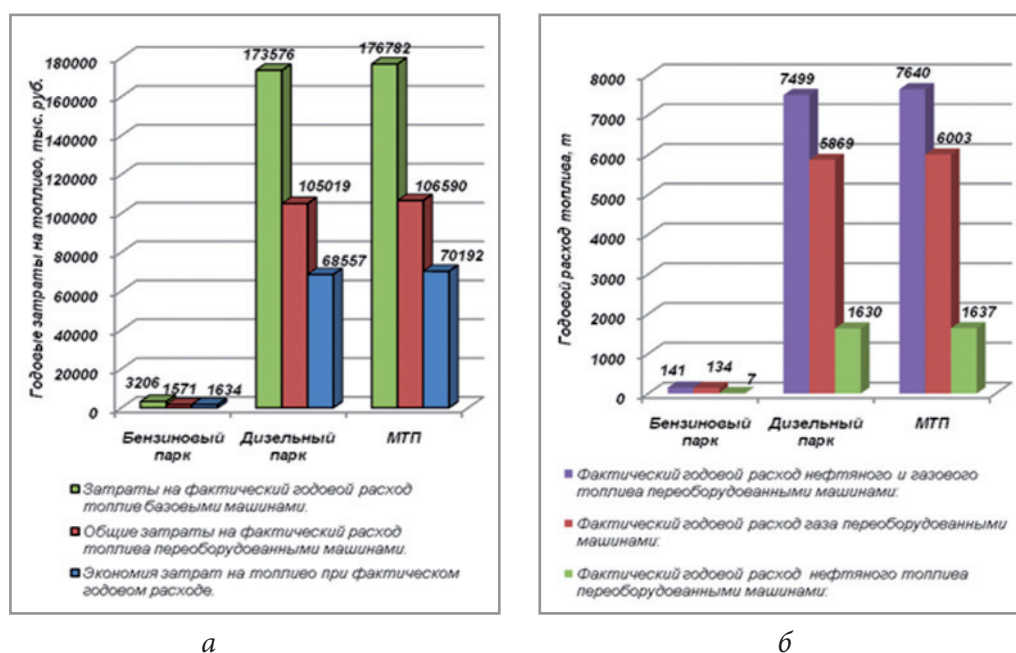 Годовые затраты на топливо, тыс. руб.
180000
160000
140000
120000
100000
80000
60000
40000
20000
0
3206
1571
1634
173576
105019
68557
176782
106590
70192
Бензиновый парк
Дизельный парк
МТП
Затраты на фактический годовой расход
топлив базовыми машинами.
Общие затраты на фактический расход
топлива переоборудованными машинами.
Экономия затрат на топливо при фактическом
годовом расходе.
а
Годовой расход топлива, т
8000
7000
6000
5000
4000
3000
2000
1000
0
141
134
7
7499
5869
1630
7640
6003
1637
Бензиновый парк
Дизельный парк
МТП
Фактический годовой расход нефтяного и газового
топлива переоборудованными машинами:
Фактический годовой расход газа переоборудованными
машинами:
Фактический годовой расход нефтяного топлива
переоборудованными машинами:
б